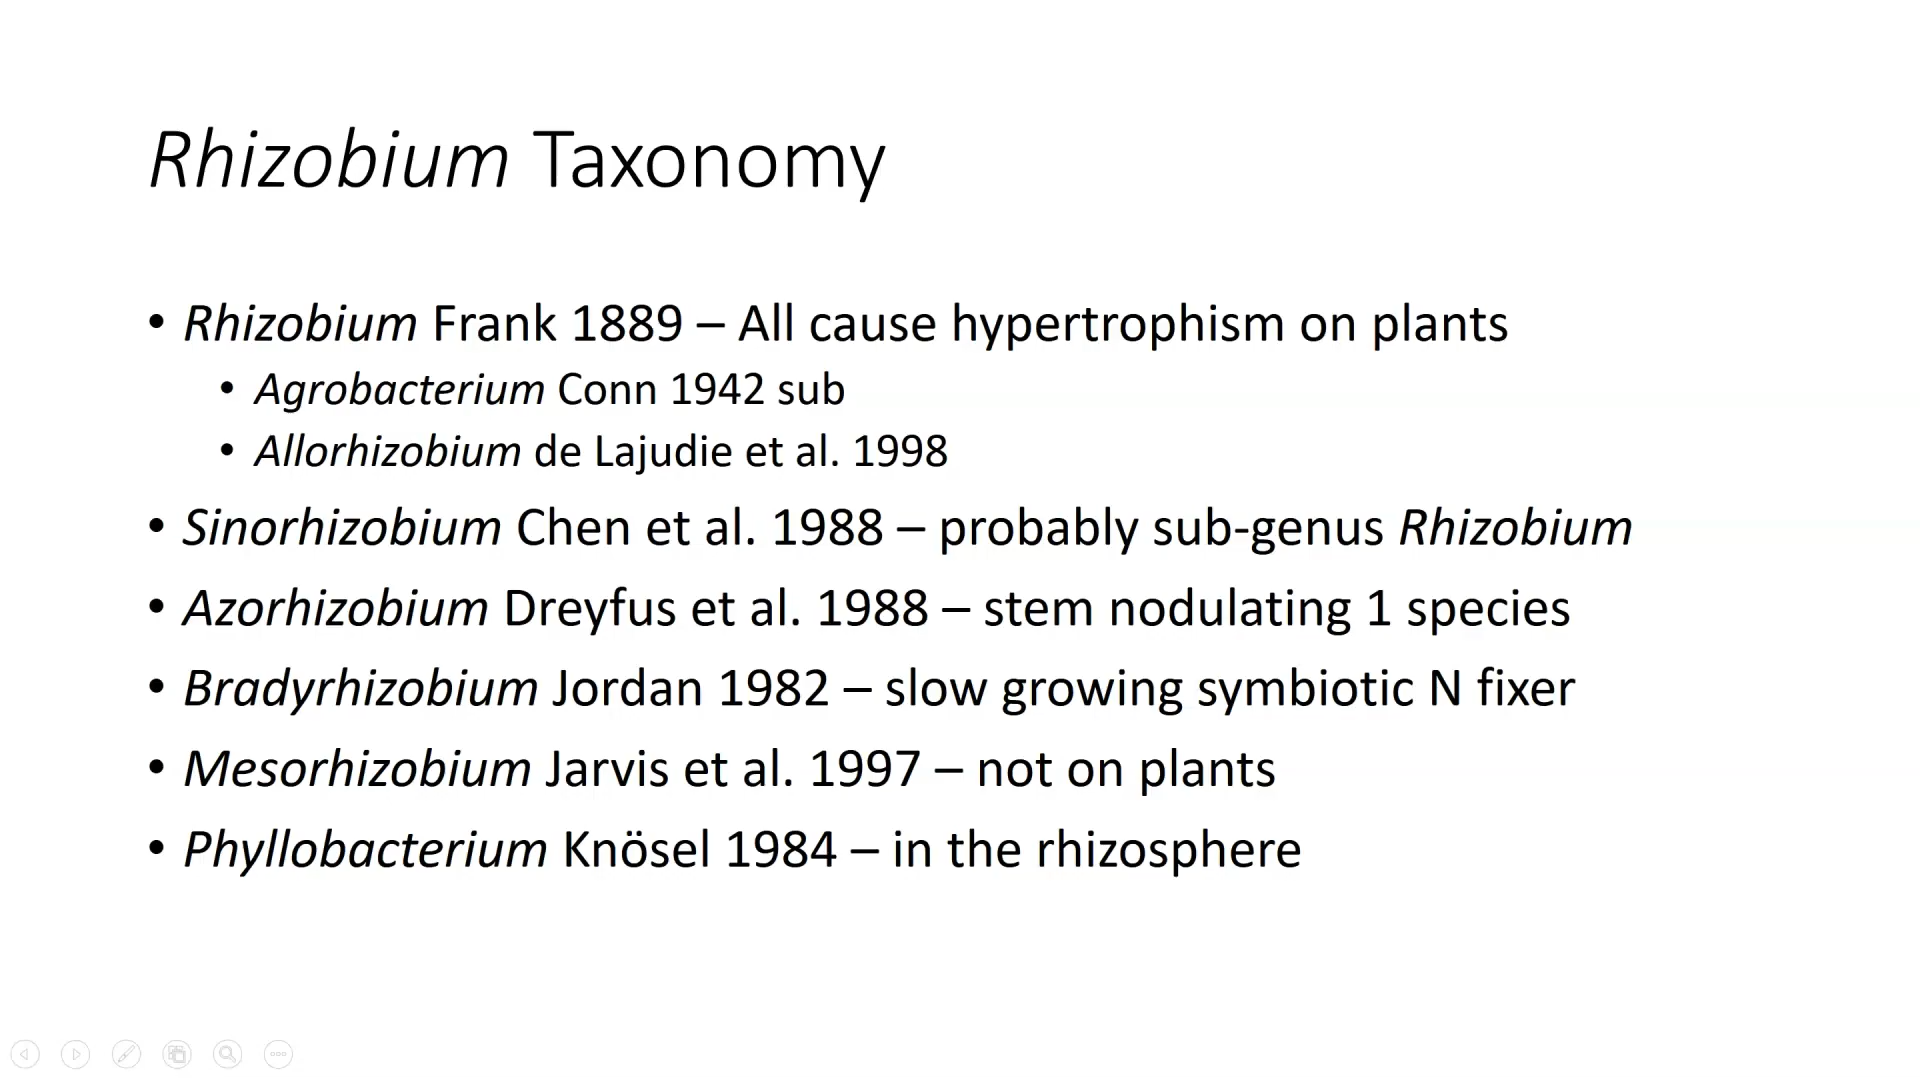 Rhizobium Taxonomy
• Rhizobium Frank 1889 – All cause hypertrophism on plants
• Agrobacterium Conn 1942 sub
• Allorhizobium de Lajudie et al. 1998
• Sinorhizobium Chen et al. 1988 – probably sub-genus Rhizobium
• Azorhizobium Dreyfus et al. 1988 – stem nodulating 1 species
• Bradyrhizobium Jordan 1982 – slow growing symbiotic N fixer
• Mesorhizobium Jarvis et al. 1997 – not on plants
• Phyllobacterium Knösel 1984 – in the rhizosphere